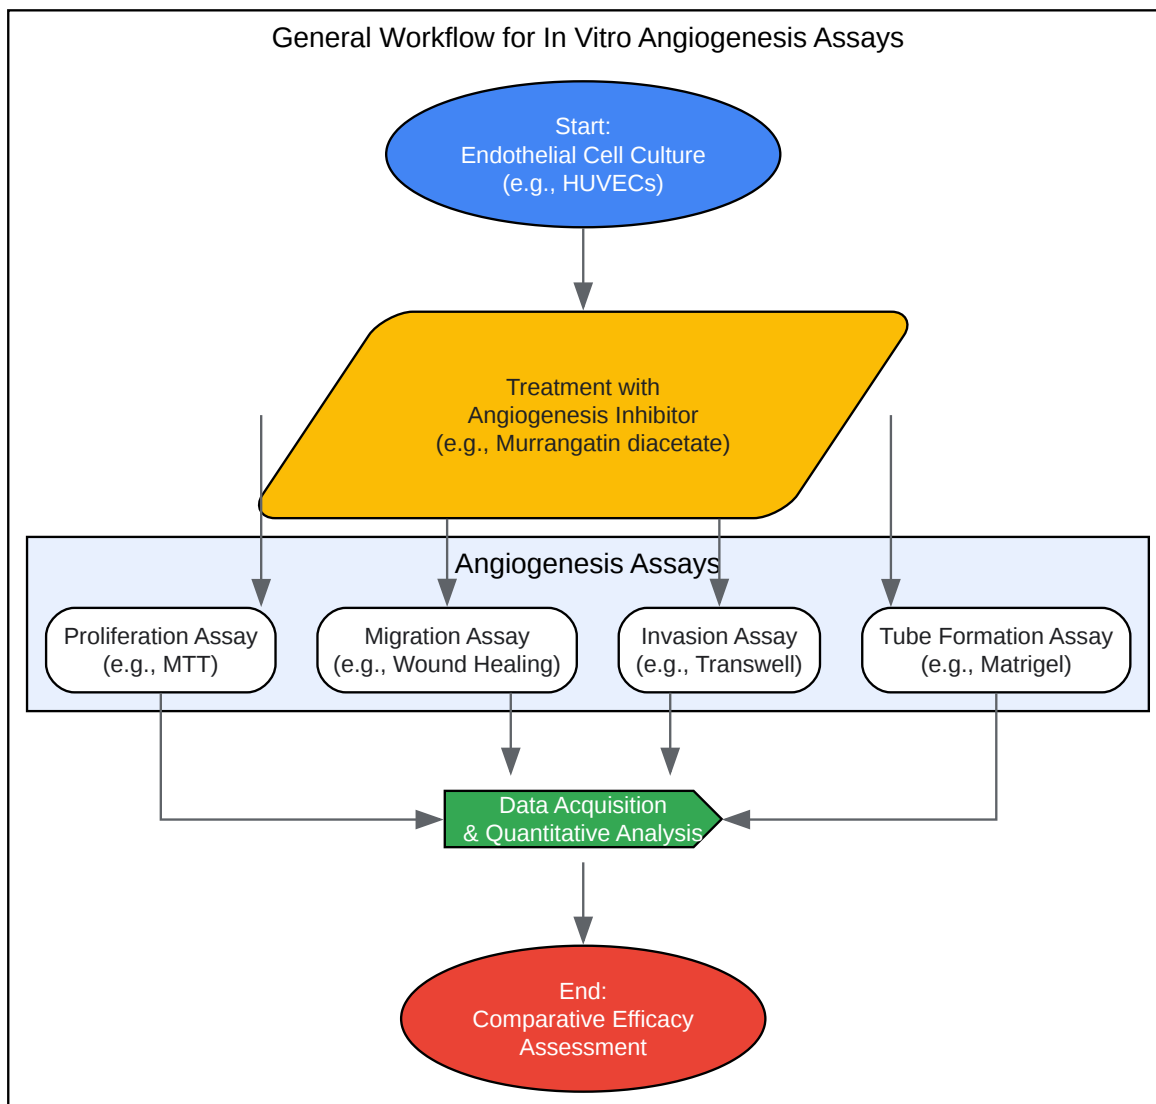 General Workflow for In Vitro Angiogenesis Assays
Start:
Endothelial Cell Culture
(e.g., HUVECs)
Treatment with
Angiogenesis Inhibitor
(e.g., Murrangatin diacetate)
Angiogenesis Assays
Proliferation Assay
(e.g., MTT)
Migration Assay
(e.g., Wound Healing)
Invasion Assay
(e.g., Transwell)
Tube Formation Assay
(e.g., Matrigel)
Data Acquisition
& Quantitative Analysis
End:
Comparative Efficacy
Assessment